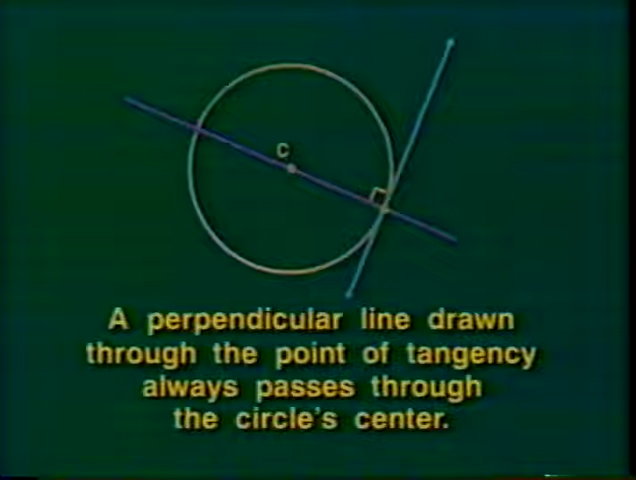 C
A perpendicular line drawn
through the point of tangency
always passes through
the circle's center.